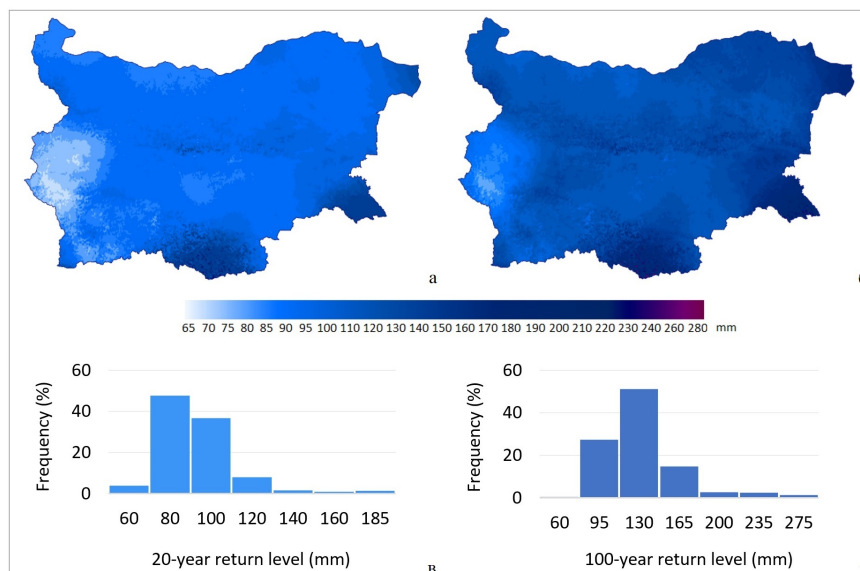 a
65 70 75 80 85 90 95 100 110 120 130 140 150 160 170 180 190 200 210 220 230 240 260 280 mm
60
40
20
0
Frequency (%)
60 80 100 120 140 160 185
20-year return level (mm)
в
60
40
20
0
Frequency (%)
60 95 130 165 200 235 275
100-year return level (mm)